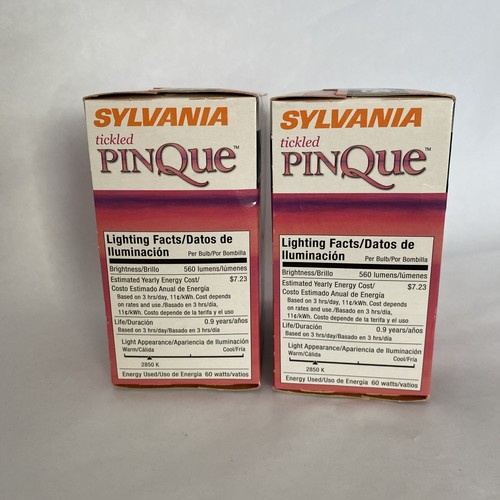 SYLVANIA
tickled
PINQue™
Lighting Facts/Datos de
Iluminación Per Bulb/Por Bombilla
Brightness/Brillo 560 lumens/lúmenes
Estimated Yearly Energy Cost/ $7.23
Costo Estimado Anual de Energía
Based on 3 hrs/day, 11¢/kWh. Cost depends
on rates and use./Basado en 3 hrs/día,
11¢/kWh. Costo depende de la tarifa y el uso
Life/Duración 0.9 years/años
Based on 3 hrs/day/Basado en 3 hrs/día
Light Appearance/Apariencia de Iluminación
Warm/Cálida Cool/Fría
2850 K
Energy Used/Uso de Energía 60 watts/vatios
SYLVANIA
tickled
PINQue™
Lighting Facts/Datos de
Iluminación Per Bulb/Por Bombilla
Brightness/Brillo 560 lumens/lúmenes
Estimated Yearly Energy Cost/ $7.23
Costo Estimado Anual de Energía
Based on 3 hrs/day, 11¢/kWh. Cost depends
on rates and use./Basado en 3 hrs/día,
11¢/kWh. Costo depende de la tarifa y el uso
Life/Duración 0.9 years/años
Based on 3 hrs/day/Basado en 3 hrs/día
Light Appearance/Apariencia de Iluminación
Warm/Cálida Cool/Fría
2850 K
Energy Used/Uso de Energía 60 watts/vatios